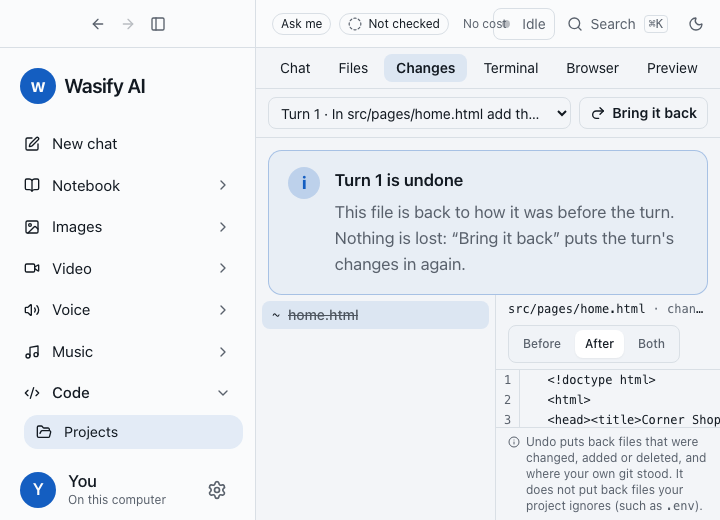 Ask me
Not checked
No cost
Idle
Search
⌘K
w
Wasify AI
Chat
Files
Changes
Terminal
Browser
Preview
Turn 1 · In src/pages/home.html add th...
Bring it back
New chat
Notebook
Images
Video
Voice
Music
Code
Projects
Y
You
On this computer
i
Turn 1 is undone
This file is back to how it was before the turn.
Nothing is lost: “Bring it back” puts the turn's
changes in again.
~ home.html
src/pages/home.html · chan…
Before
After
Both
1 <!doctype html>
2 <html>
3 <head><title>Corner Shop
Undo puts back files that were
changed, added or deleted, and
where your own git stood. It
does not put back files your
project ignores (such as .env).